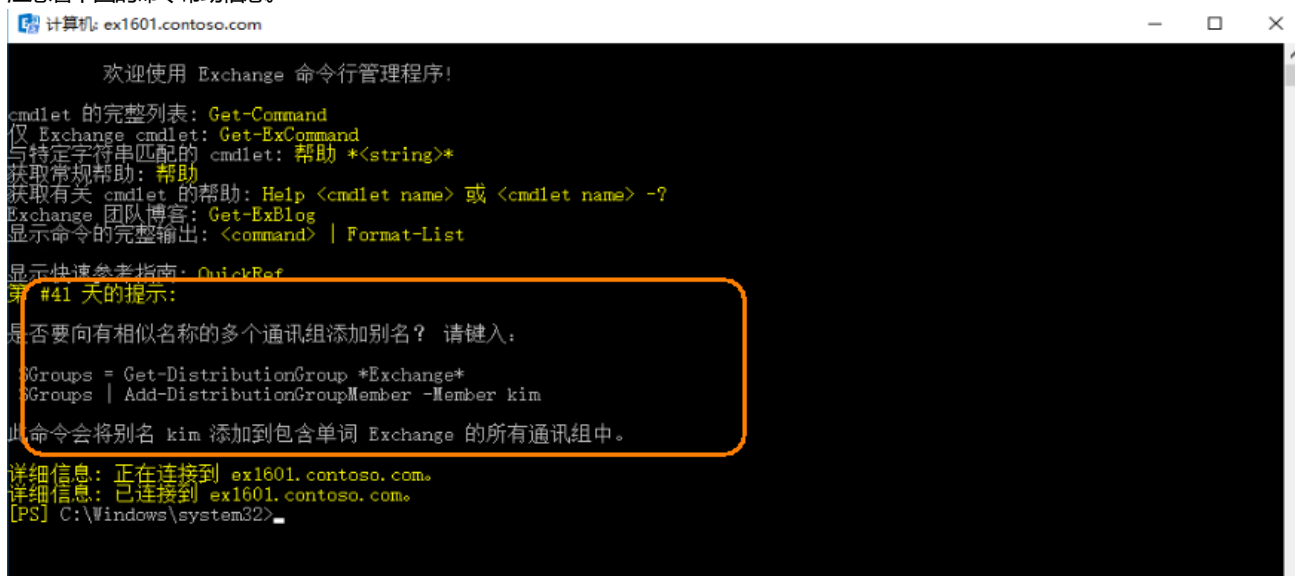 计算机: ex1601.contoso.com
欢迎使用 Exchange 命令行管理程序!
cmdlet 的完整列表: Get-Command
仅 Exchange cmdlet: Get-ExCommand
与特定字符串匹配的 cmdlet: 帮助 *<string>*
获取常规帮助: 帮助
获取有关 cmdlet 的帮助: Help <cmdlet name> 或 <cmdlet name> -?
Exchange 团队博客: Get-ExBlog
显示命令的完整输出: <command> | Format-List
显示快速参考指南: QuickRef
第 #41 天的提示:
是否要向有相似名称的多个通讯组添加别名? 请键入:
$Groups = Get-DistributionGroup *Exchange*
$Groups | Add-DistributionGroupMember -Member kim
此命令会将别名 kim 添加到包含单词 Exchange 的所有通讯组中。
详细信息: 正在连接到 ex1601.contoso.com。
详细信息: 已连接到 ex1601.contoso.com。
[PS] C:\Windows\system32>